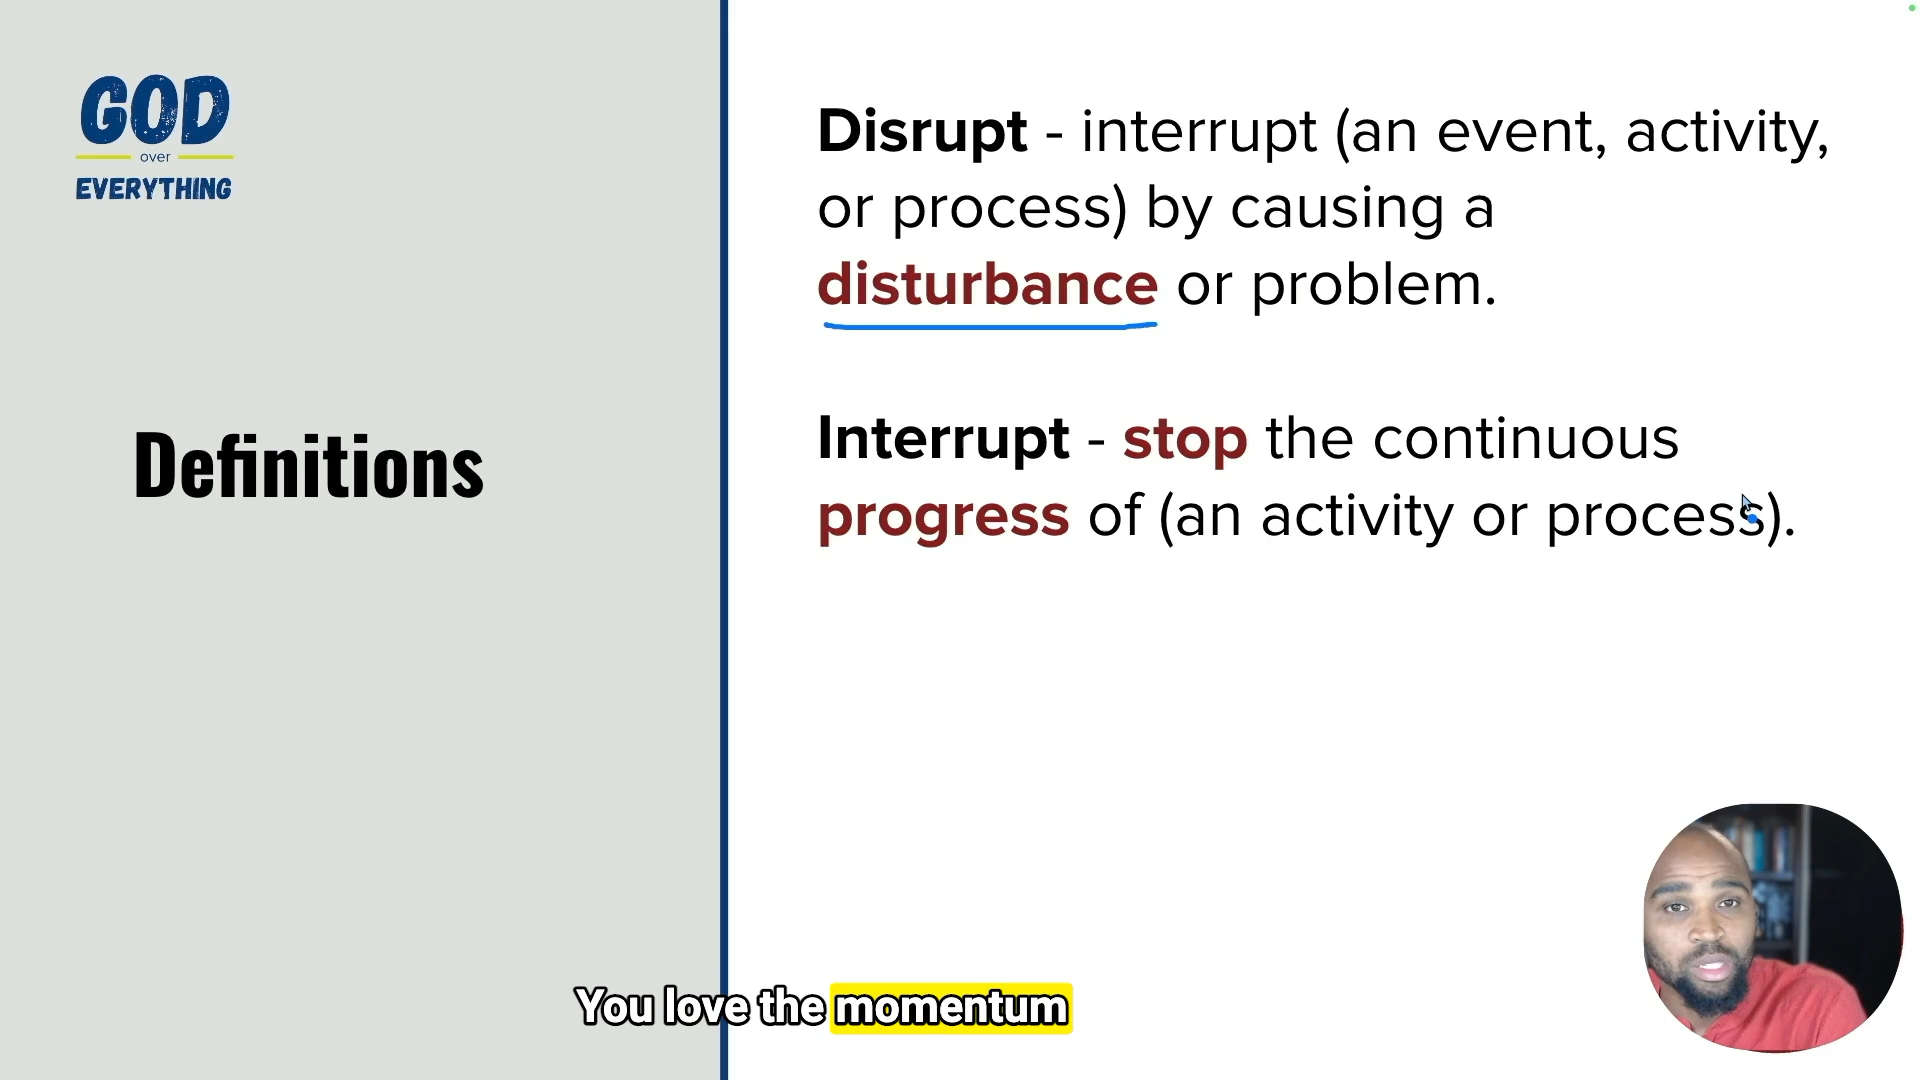 GOD
over
EVERYTHING
Definitions
Disrupt - interrupt (an event, activity,
or process) by causing a
disturbance or problem.
Interrupt - stop the continuous
progress of (an activity or process).
You love the momentum